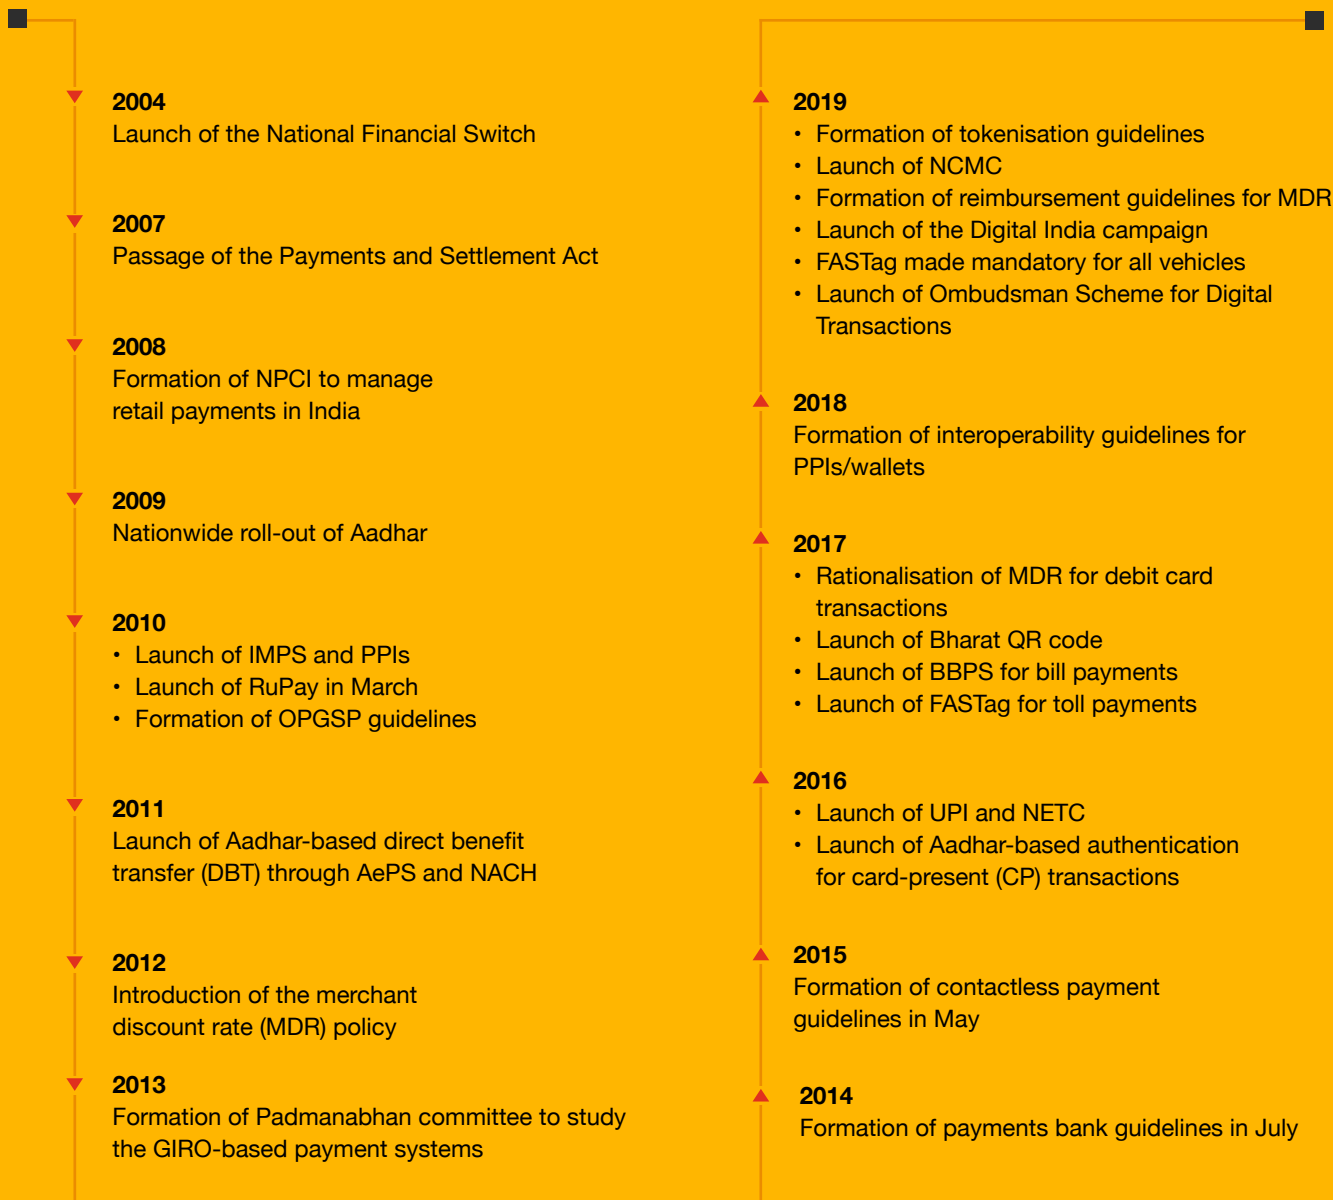 2004
Launch of the National Financial Switch
2007
Passage of the Payments and Settlement Act
2008
Formation of NPCI to manage
retail payments in India
2009
Nationwide roll-out of Aadhar
2010
• Launch of IMPS and PPIs
• Launch of RuPay in March
• Formation of OPGSP guidelines
2011
Launch of Aadhar-based direct benefit
transfer (DBT) through AePS and NACH
2012
Introduction of the merchant
discount rate (MDR) policy
2013
Formation of Padmanabhan committee to study
the GIRO-based payment systems
2019
• Formation of tokenisation guidelines
• Launch of NCMC
• Formation of reimbursement guidelines for MDR
• Launch of the Digital India campaign
• FASTag made mandatory for all vehicles
• Launch of Ombudsman Scheme for Digital
Transactions
2018
Formation of interoperability guidelines for
PPIs/wallets
2017
• Rationalisation of MDR for debit card
transactions
• Launch of Bharat QR code
• Launch of BBPS for bill payments
• Launch of FASTag for toll payments
2016
• Launch of UPI and NETC
• Launch of Aadhar-based authentication
for card-present (CP) transactions
2015
Formation of contactless payment
guidelines in May
2014
Formation of payments bank guidelines in July